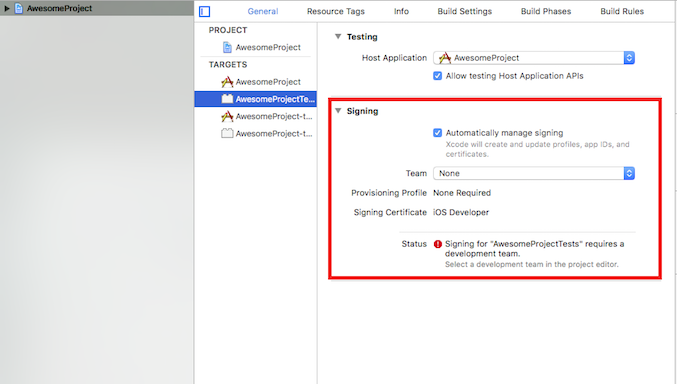 AwesomeProject
General Resource Tags Info Build Settings Build Phases Build Rules
PROJECT
AwesomeProject
TARGETS
AwesomeProject
AwesomeProjectTe...
AwesomeProject-t...
AwesomeProject-t...
Testing
Host Application AwesomeProject
Allow testing Host Application APIs
Signing
Automatically manage signing
Xcode will create and update profiles, app IDs, and
certificates.
Team None
Provisioning Profile None Required
Signing Certificate iOS Developer
Status Signing for "AwesomeProjectTests" requires a
development team.
Select a development team in the project editor.